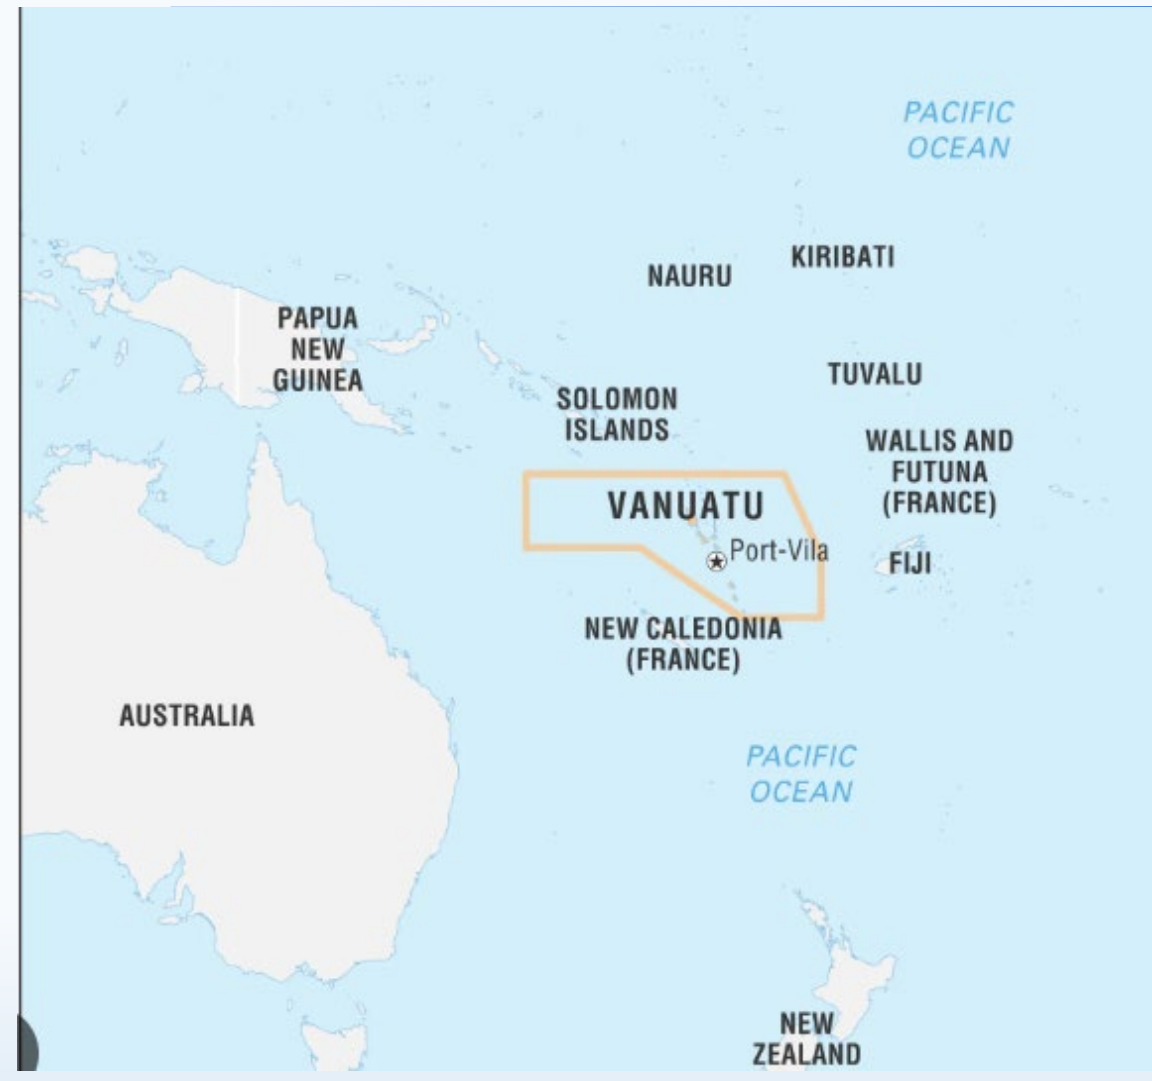 PACIFIC
OCEAN
KIRIBATI
NAURU
PAPUA
NEW
GUINEA
TUVALU
SOLOMON
ISLANDS
WALLIS AND
FUTUNA
(FRANCE)
VANUATU
Port-Vila
FIJI
NEW CALEDONIA
(FRANCE)
AUSTRALIA
PACIFIC
OCEAN
NEW
ZEALAND